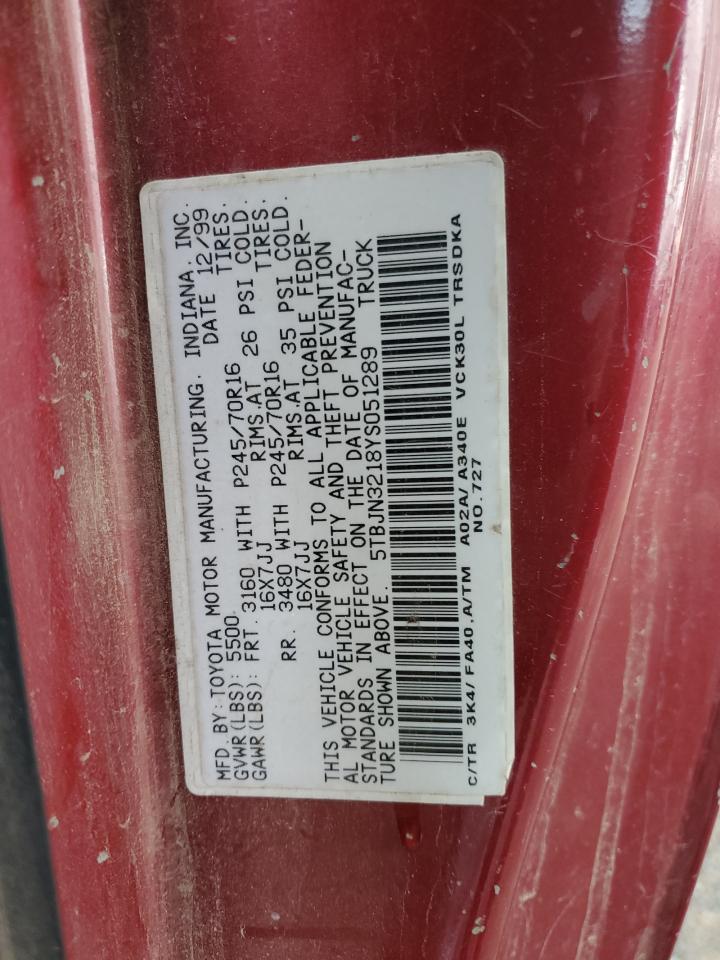 MFD. BY: TOYOTA MOTOR MANUFACTURING. INDIANA. INC.
GVWR(LBS): 5500 DATE 12/99
GAWR(LBS): FRT. 3160 WITH P245/70R16 TIRES.
16X7JJ RIMS.AT 26 PSI COLD.
RR. 3480 WITH P245/70R16 TIRES.
16X7JJ RIMS.AT 35 PSI COLD.
THIS VEHICLE CONFORMS TO ALL APPLICABLE FEDER-
AL MOTOR VEHICLE SAFETY AND THEFT PREVENTION
STANDARDS IN EFFECT ON THE DATE OF MANUFAC-
TURE SHOWN ABOVE. 5TBJN3218YS051289 TRUCK
C/TR 3K4/FA40,A/TM A02A/A340E VCK30L TRSDKA
NO.727